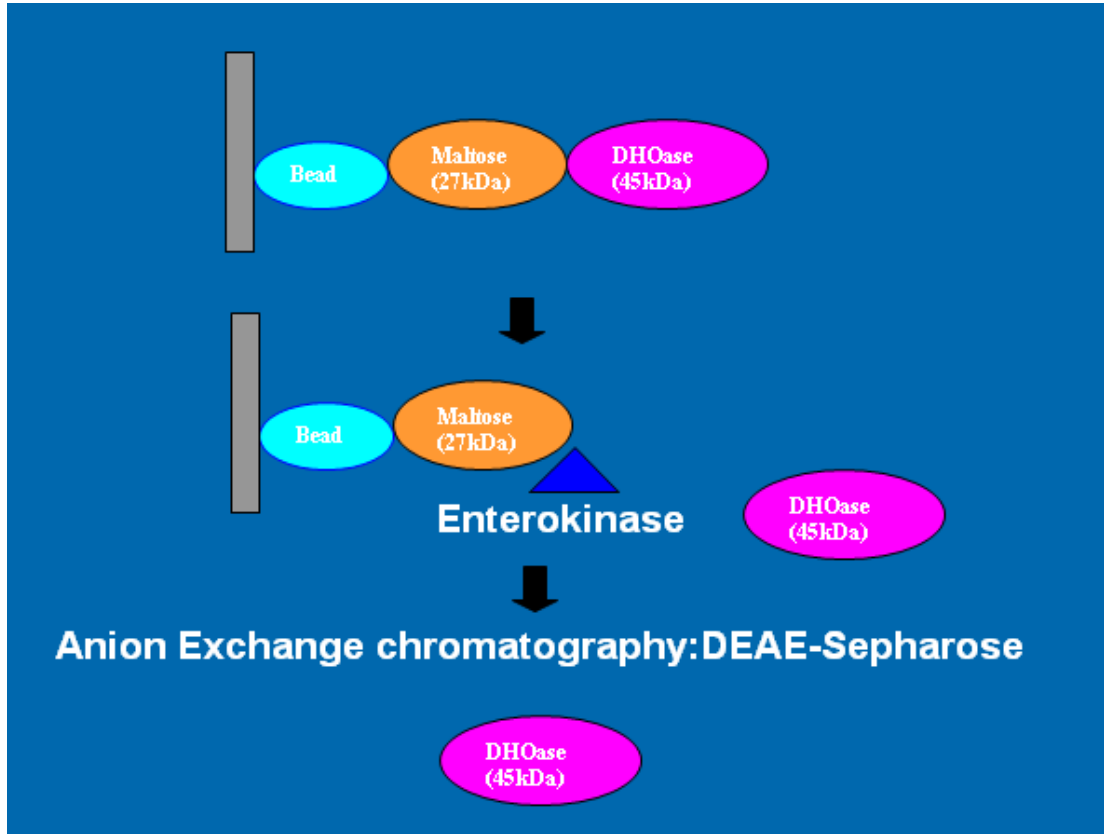 Bead
Maltose
(27kDa)
DHOase
(45kDa)
Bead
Maltose
(27kDa)
Enterokinase
DHOase
(45kDa)
Anion Exchange chromatography:DEAE-Sepharose
DHOase
(45kDa)